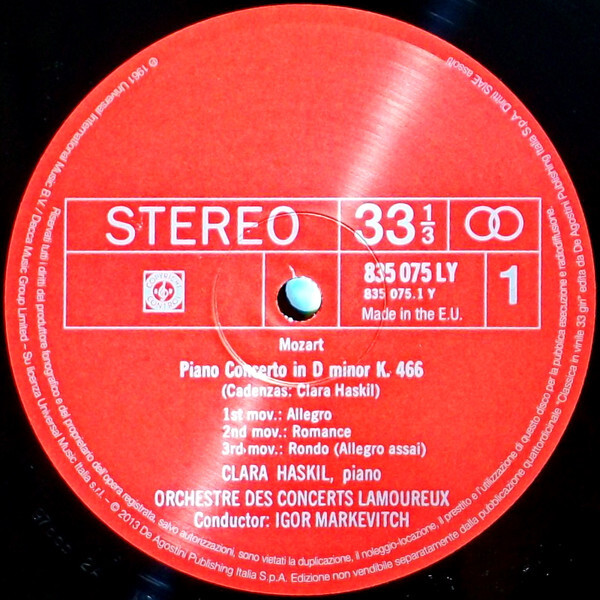 STEREO
33 1/3
835 075 LY
835 075.1 Y
Made in the E.U.
1
Mozart
Piano Concerto in D minor K. 466
(Cadenzas: Clara Haskil)
1st mov.: Allegro
2nd mov.: Romance
3rd mov.: Rondo (Allegro assai)
CLARA HASKIL, piano
ORCHESTRE DES CONCERTS LAMOUREUX
Conductor: IGOR MARKEVITCH
℗ 1961 Universal International Music B.V. / Decca Music Group Limited - Su licenza Universal Music Italia s.r.l. - © 2013 De Agostini Publishing Italia S.p.A. Edizione non vendibile separatamente dalla pubblicazione quattordicinale "Classica in vinile 33 giri" edita da De Agostini Publishing Italia S.p.A. Diritti SIAE assolti
Riservati tutti i diritti del produttore fonografico e del proprietario dell'opera registrata, salvo autorizzazioni, sono vietati la duplicazione, il noleggio-locazione, il prestito e l'utilizzazione di questo disco per la pubblica esecuzione e radiodiffusione.